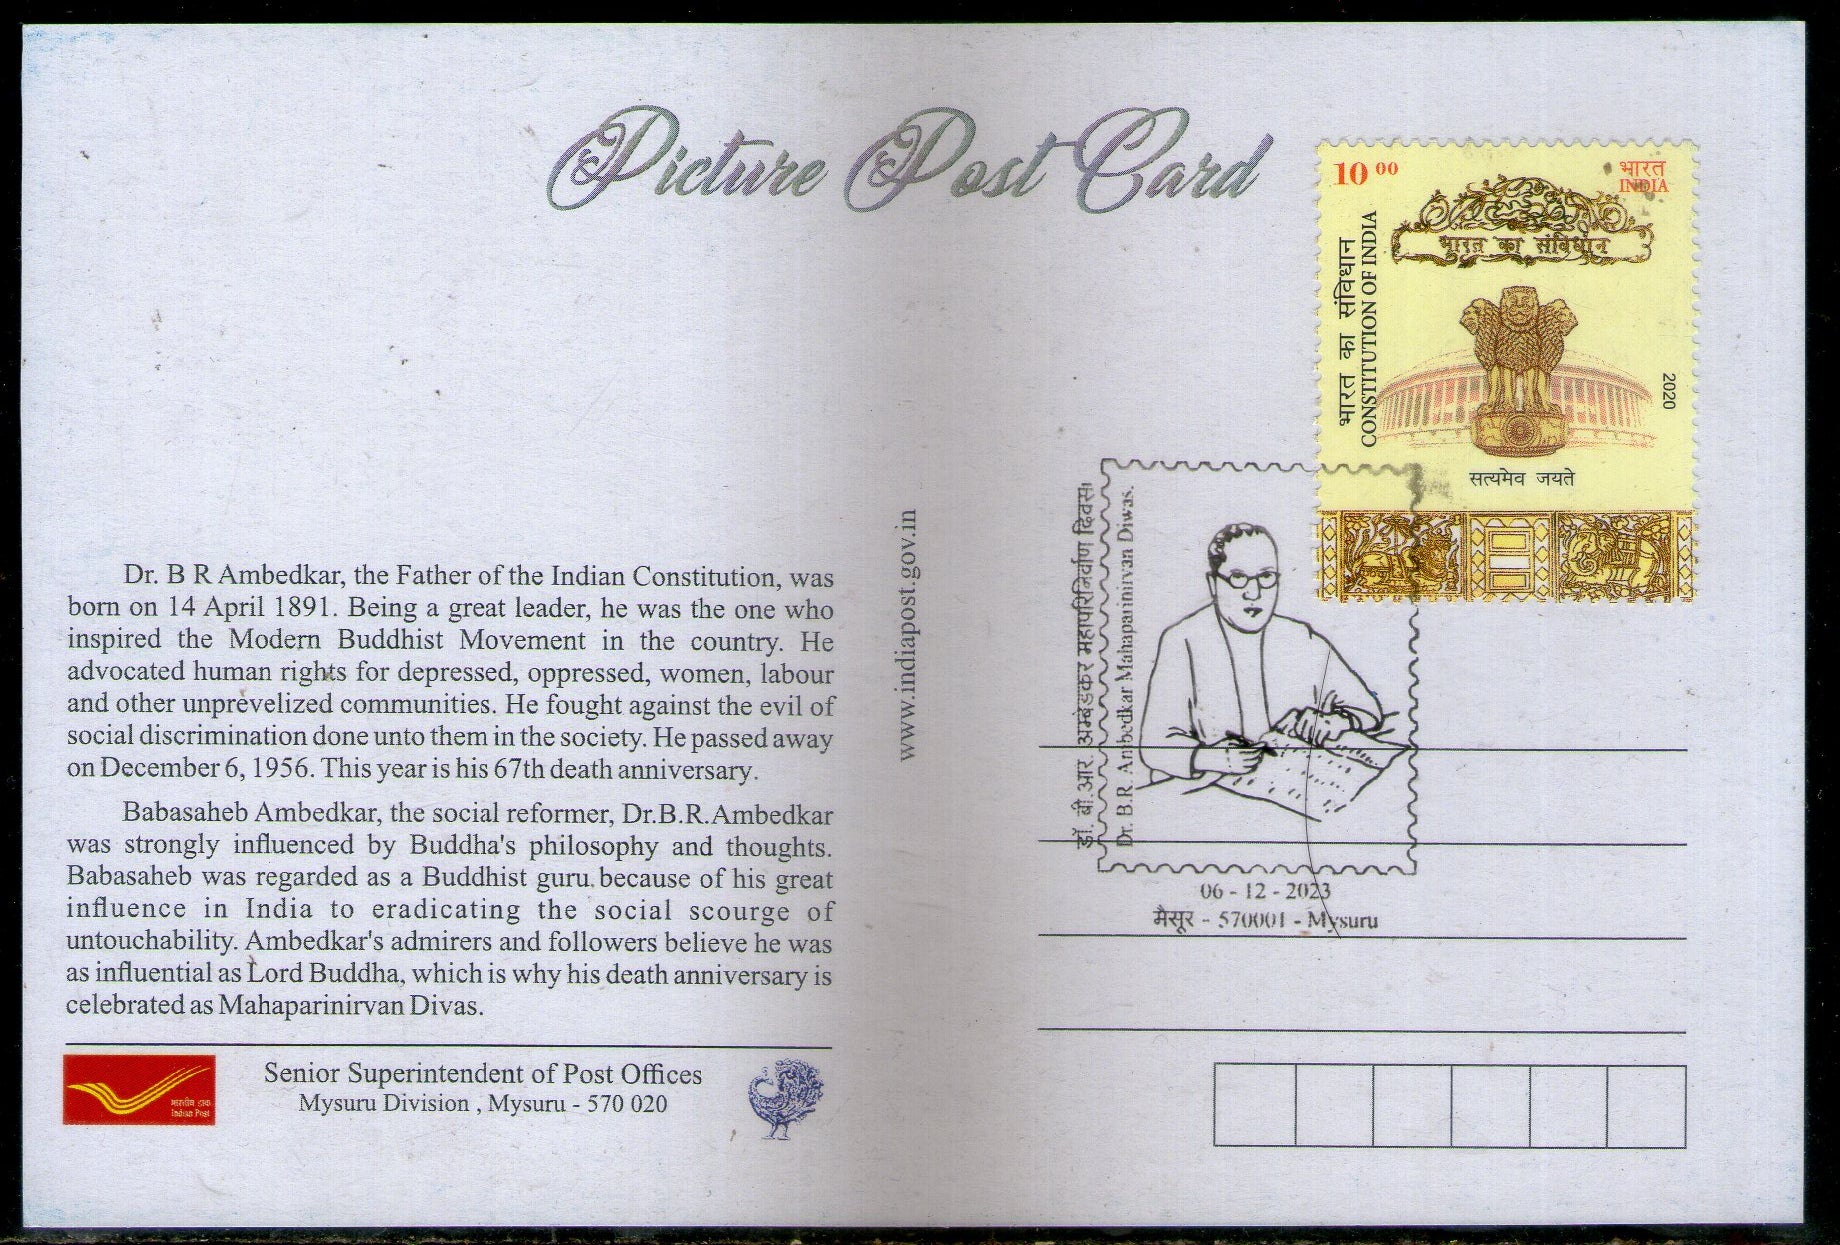 Picture Post Card
10 00
भारत
INDIA
भारत का संविधान
भारत का संविधान
CONSTITUTION OF INDIA
2020
सत्यमेव जयते
Dr. B R Ambedkar, the Father of the Indian Constitution, was
born on 14 April 1891. Being a great leader, he was the one who
inspired the Modern Buddhist Movement in the country. He
advocated human rights for depressed, oppressed, women, labour
and other unprevelized communities. He fought against the evil of
social discrimination done unto them in the society. He passed away
on December 6, 1956. This year is his 67th death anniversary.
Babasaheb Ambedkar, the social reformer, Dr.B.R.Ambedkar
was strongly influenced by Buddha's philosophy and thoughts.
Babasaheb was regarded as a Buddhist guru because of his great
influence in India to eradicating the social scourge of
untouchability. Ambedkar's admirers and followers believe he was
as influential as Lord Buddha, which is why his death anniversary is
celebrated as Mahaparinirvan Divas.
भारतीय डाक
Indian Post
Senior Superintendent of Post Offices
Mysuru Division , Mysuru - 570 020
www.indiapost.gov.in
डॉ. बी.आर. अम्बेडकर महापरिनिर्वाण दिवस।
Dr. B.R. Ambedkar Mahaparinirvan Diwas.
06 - 12 - 2023
मैसूर - 570001 - Mysuru